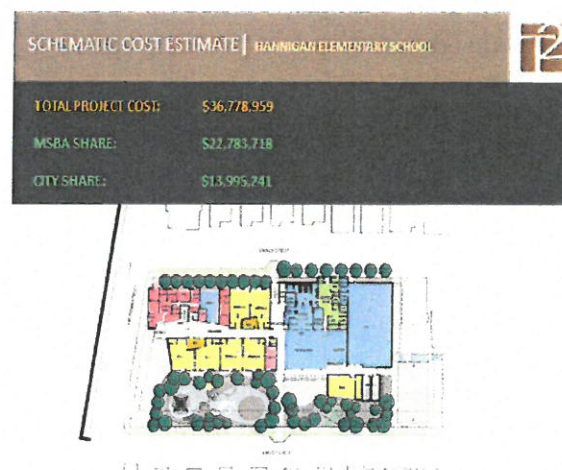 SCHEMATIC COST ESTIMATE | HANNIGAN ELEMENTARY SCHOOL
TOTAL PROJECT COST: $36,778,959
MSBA SHARE: $22,783,718
CITY SHARE: $13,995,241